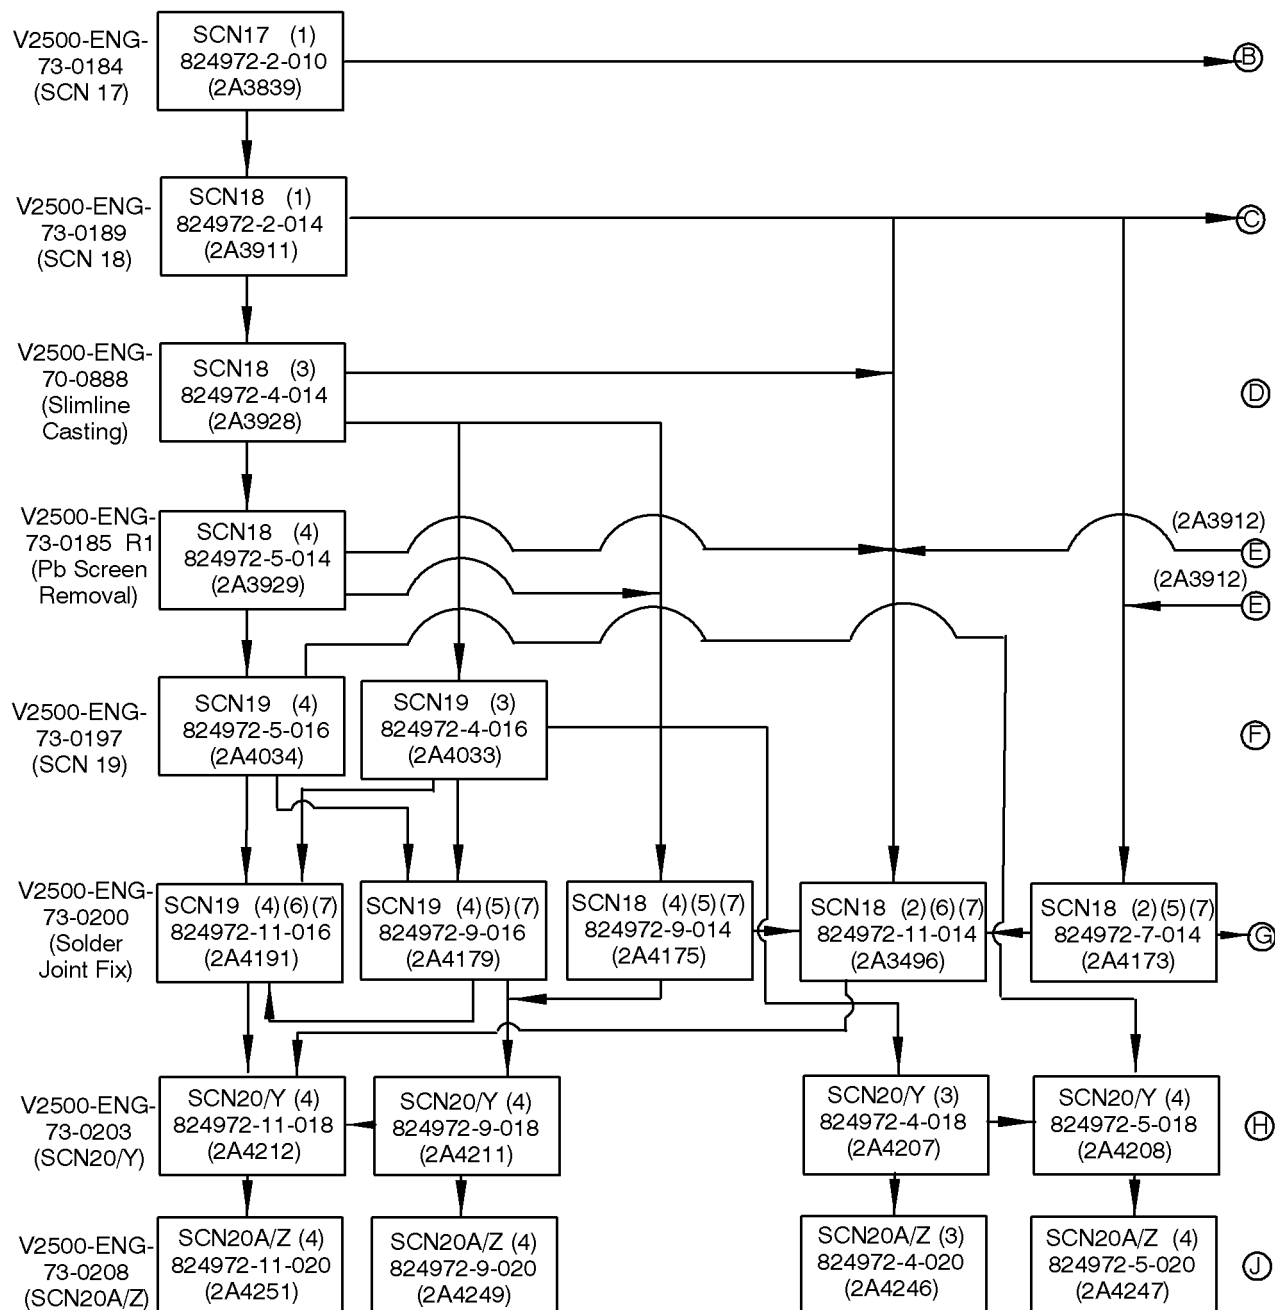 V2500-ENG-
73-0184
(SCN 17)
SCN17 (1)
824972-2-010
(2A3839)
B
V2500-ENG-
73-0189
(SCN 18)
SCN18 (1)
824972-2-014
(2A3911)
C
V2500-ENG-
70-0888
(Slimline
Casting)
SCN18 (3)
824972-4-014
(2A3928)
D
V2500-ENG-
73-0185 R1
(Pb Screen
Removal)
SCN18 (4)
824972-5-014
(2A3929)
(2A3912)
E
(2A3912)
E
V2500-ENG-
73-0197
(SCN 19)
SCN19 (4)
824972-5-016
(2A4034)
SCN19 (3)
824972-4-016
(2A4033)
F
V2500-ENG-
73-0200
(Solder
Joint Fix)
SCN19 (4)(6)(7)
824972-11-016
(2A4191)
SCN19 (4)(5)(7)
824972-9-016
(2A4179)
SCN18 (4)(5)(7)
824972-9-014
(2A4175)
SCN18 (2)(6)(7)
824972-11-014
(2A3496)
SCN18 (2)(5)(7)
824972-7-014
(2A4173)
G
V2500-ENG-
73-0203
(SCN20/Y)
SCN20/Y (4)
824972-11-018
(2A4212)
SCN20/Y (4)
824972-9-018
(2A4211)
SCN20/Y (3)
824972-4-018
(2A4207)
SCN20/Y (4)
824972-5-018
(2A4208)
H
V2500-ENG-
73-0208
(SCN20A/Z)
SCN20A/Z (4)
824972-11-020
(2A4251)
SCN20A/Z (4)
824972-9-020
(2A4249)
SCN20A/Z (3)
824972-4-020
(2A4246)
SCN20A/Z (4)
824972-5-020
(2A4247)
J